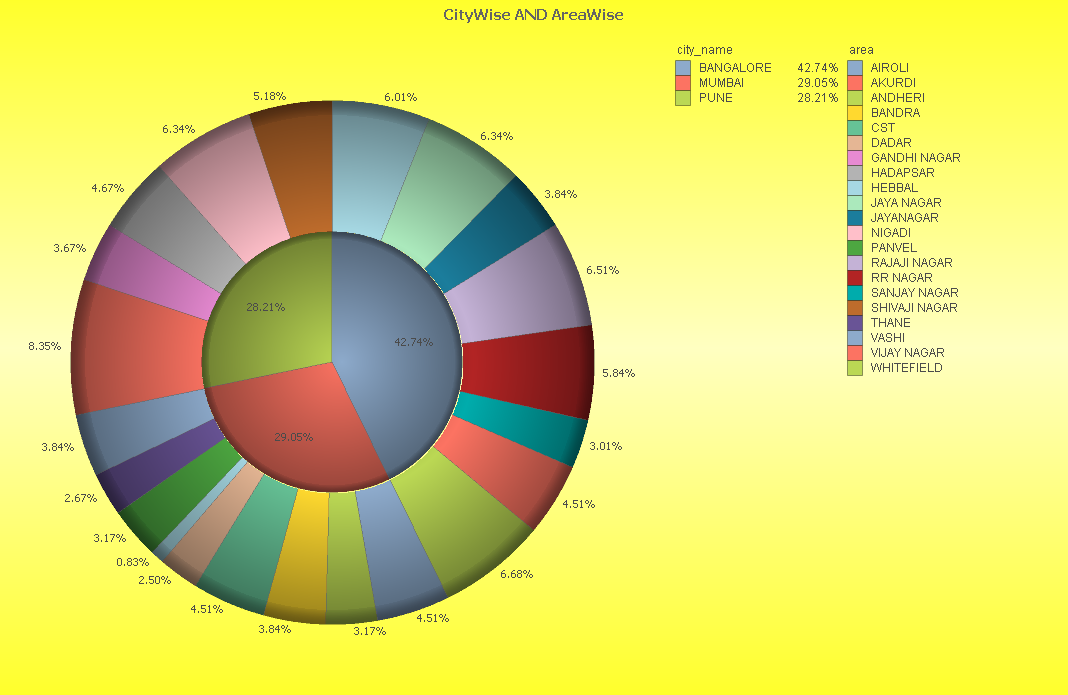 CityWise AND AreaWise
city_name
BANGALORE 42.74%
MUMBAI 29.05%
PUNE 28.21%
area
AIROLI
AKURDI
ANDHERI
BANDRA
CST
DADAR
GANDHI NAGAR
HADAPSAR
HEBBAL
JAYA NAGAR
JAYANAGAR
NIGADI
PANVEL
RAJAJI NAGAR
RR NAGAR
SANJAY NAGAR
SHIVAJI NAGAR
THANE
VASHI
VIJAY NAGAR
WHITEFIELD
6.01%
6.34%
3.84%
6.51%
5.84%
3.01%
4.51%
6.68%
4.51%
3.17%
3.84%
4.51%
2.50%
0.83%
3.17%
2.67%
3.84%
8.35%
3.67%
4.67%
6.34%
5.18%
42.74%
29.05%
28.21%